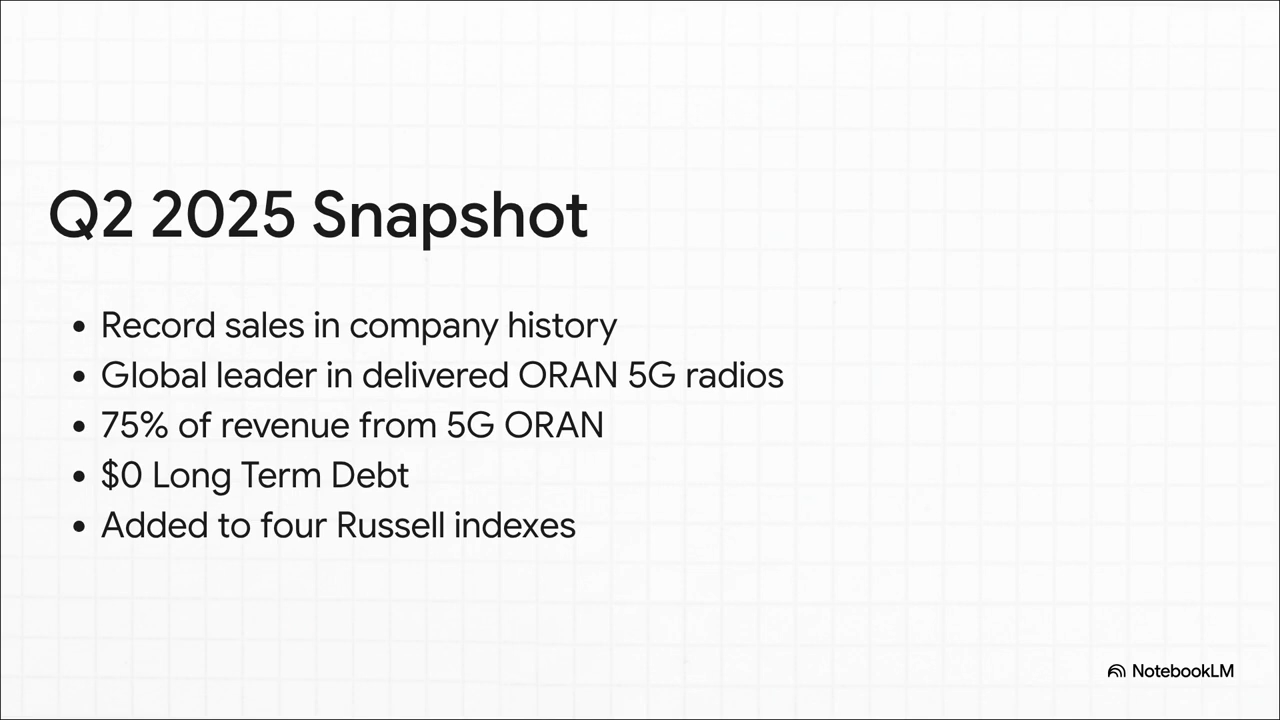 Q2 2025 Snapshot
• Record sales in company history
• Global leader in delivered ORAN 5G radios
• 75% of revenue from 5G ORAN
• $0 Long Term Debt
• Added to four Russell indexes
NotebookLM